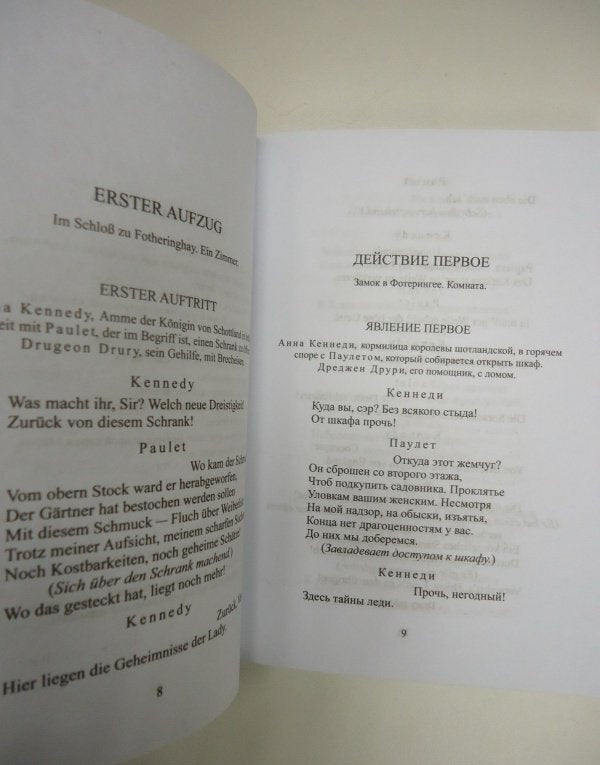 ERSTER AUFZUG
Im Schloß zu Fotheringhay. Ein Zimmer.
ERSTER AUFTRITT
Kennedy, Amme der Königin von Schottland
mit Paulet, der im Begriff ist, einen Schrank zu
Drugeon Drury, sein Gehilfe, mit Brecheisen.
Kennedy
Was macht ihr, Sir? Welch neue Dreistigkeit!
Zurück von diesem Schrank!
Paulet
Wo kam der
Vom obern Stock ward er herabgeworfen,
Der Gärtner hat bestochen werden sollen
Mit diesem Schmuck — Fluch über
Trotz meiner Aufsicht, meinem scharfen
Noch Kostbarkeiten, noch geheime Schätze!
(Sich über den Schrank machend)
Wo das gesteckt hat, liegt noch mehr!
Kennedy
Zurück,
Hier liegen die Geheimnisse der Lady.
8
ДЕЙСТВИЕ ПЕРВОЕ
Замок в Фотерингее. Комната.
ЯВЛЕНИЕ ПЕРВОЕ
Анна Кеннеди, кормилица королевы шотландской, в горячем
споре с Паулетом, который собирается открыть шкаф.
Дреджен Друри, его помощник, с ломом.
Кеннеди
Куда вы, сэр? Без всякого стыда!
От шкафа прочь!
Паулет
Откуда этот жемчуг?
Он сброшен со второго этажа,
Чтоб подкупить садовника. Проклятье
Уловкам вашим женским. Несмотря
На мой надзор, на обыски, изъятья,
Конца нет драгоценностям у вас.
До них мы доберемся.
(Завладевает доступом к шкафу.)
Кеннеди
Прочь, негодный!
Здесь тайны леди.
9